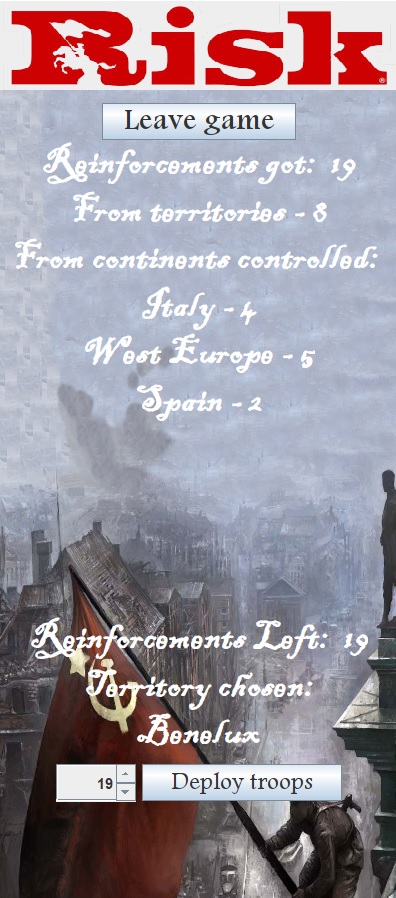 Risk
®
Leave game
Reinforcements got: 19
From territories - 8
From continents controlled:
Italy - 4
West Europe - 5
Spain - 2
Reinforcements Left: 19
Territory chosen:
Benelux
19
Deploy troops